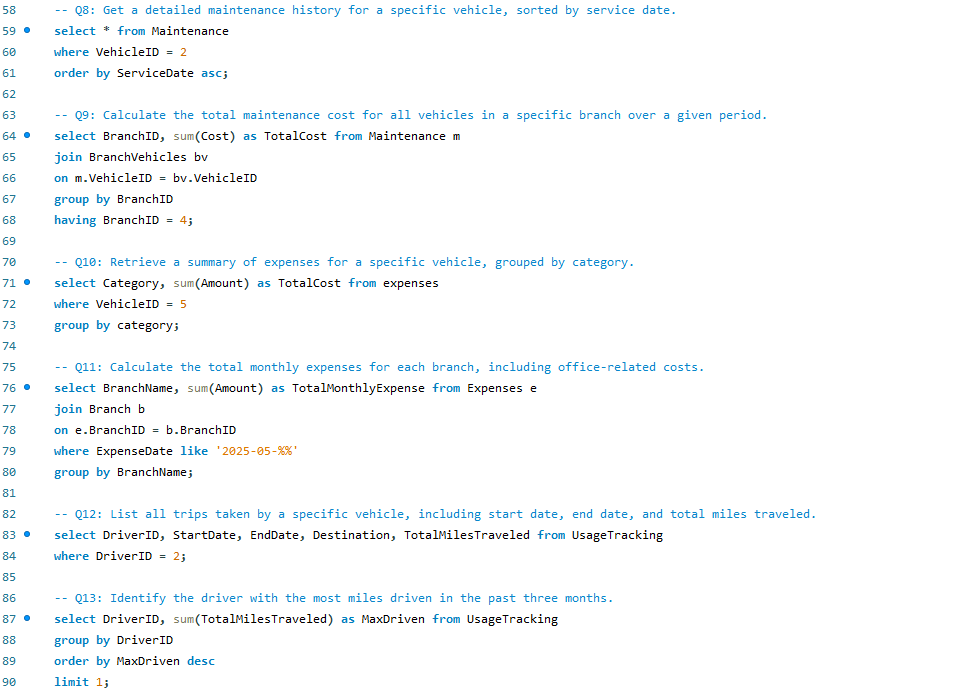 58 -- Q8: Get a detailed maintenance history for a specific vehicle, sorted by service date.
59 select * from Maintenance
60 where VehicleID = 2
61 order by ServiceDate asc;
62
63 -- Q9: Calculate the total maintenance cost for all vehicles in a specific branch over a given period.
64 select BranchID, sum(Cost) as TotalCost from Maintenance m
65 join BranchVehicles bv
66 on m.VehicleID = bv.VehicleID
67 group by BranchID
68 having BranchID = 4;
69
70 -- Q10: Retrieve a summary of expenses for a specific vehicle, grouped by category.
71 select Category, sum(Amount) as TotalCost from expenses
72 where VehicleID = 5
73 group by category;
74
75 -- Q11: Calculate the total monthly expenses for each branch, including office-related costs.
76 select BranchName, sum(Amount) as TotalMonthlyExpense from Expenses e
77 join Branch b
78 on e.BranchID = b.BranchID
79 where ExpenseDate like '2025-05-%%'
80 group by BranchName;
81
82 -- Q12: List all trips taken by a specific vehicle, including start date, end date, and total miles traveled.
83 select DriverID, StartDate, EndDate, Destination, TotalMilesTraveled from UsageTracking
84 where DriverID = 2;
85
86 -- Q13: Identify the driver with the most miles driven in the past three months.
87 select DriverID, sum(TotalMilesTraveled) as MaxDriven from UsageTracking
88 group by DriverID
89 order by MaxDriven desc
90 limit 1;